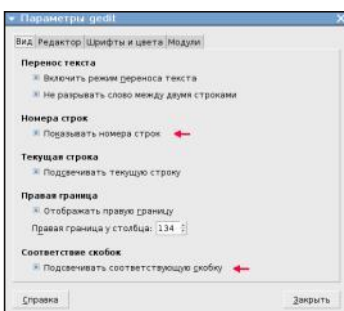 Параметры gedit
Вид Редактор Шрифты и цвета Модули
Перенос текста
Включить режим переноса текста
Не разрывать слово между двумя строками
Номера строк
Показывать номера строк
Текущая строка
Подсвечивать текущую строку
Правая граница
Отображать правую границу
Правая граница у столбца: 134
Соответствие скобок
Подсвечивать соответствующую скобку
Справка Закрыть